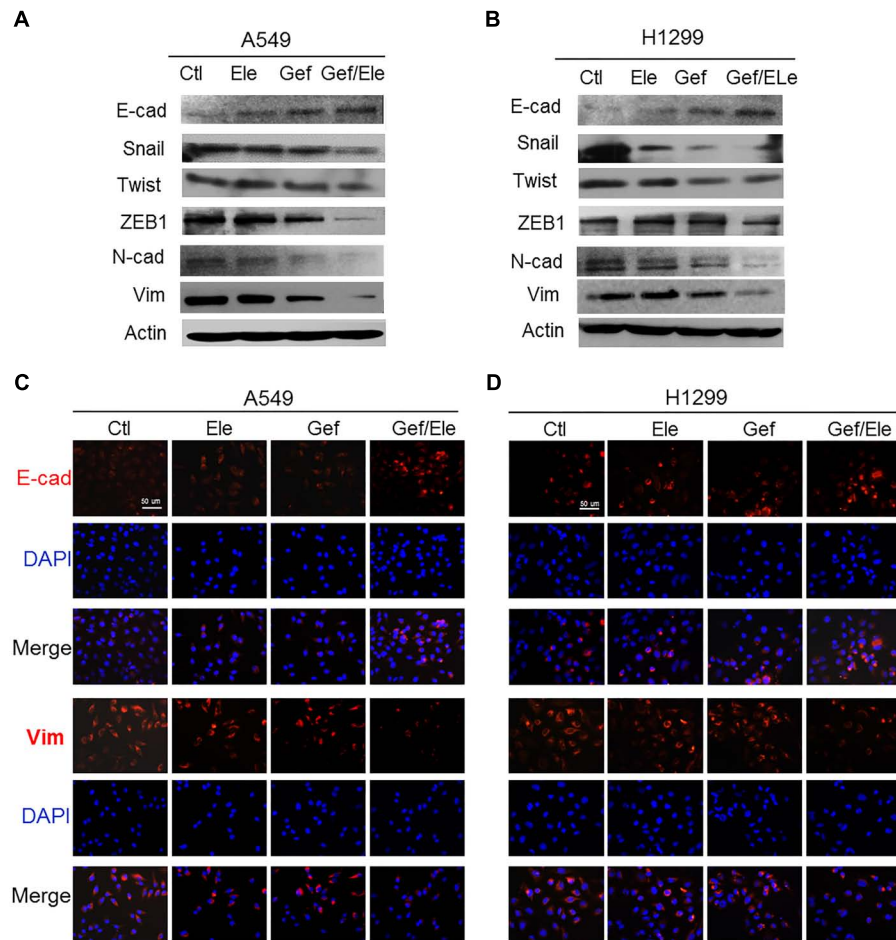 A
A549
Ctl Ele Gef Gef/Ele
E-cad
Snail
Twist
ZEB1
N-cad
Vim
Actin
B
H1299
Ctl Ele Gef Gef/ELe
E-cad
Snail
Twist
ZEB1
N-cad
Vim
Actin
C
A549
Ctl Ele Gef Gef/Ele
E-cad
50 um
DAPI
Merge
Vim
DAPI
Merge
D
H1299
Ctl Ele Gef Gef/Ele
50 um